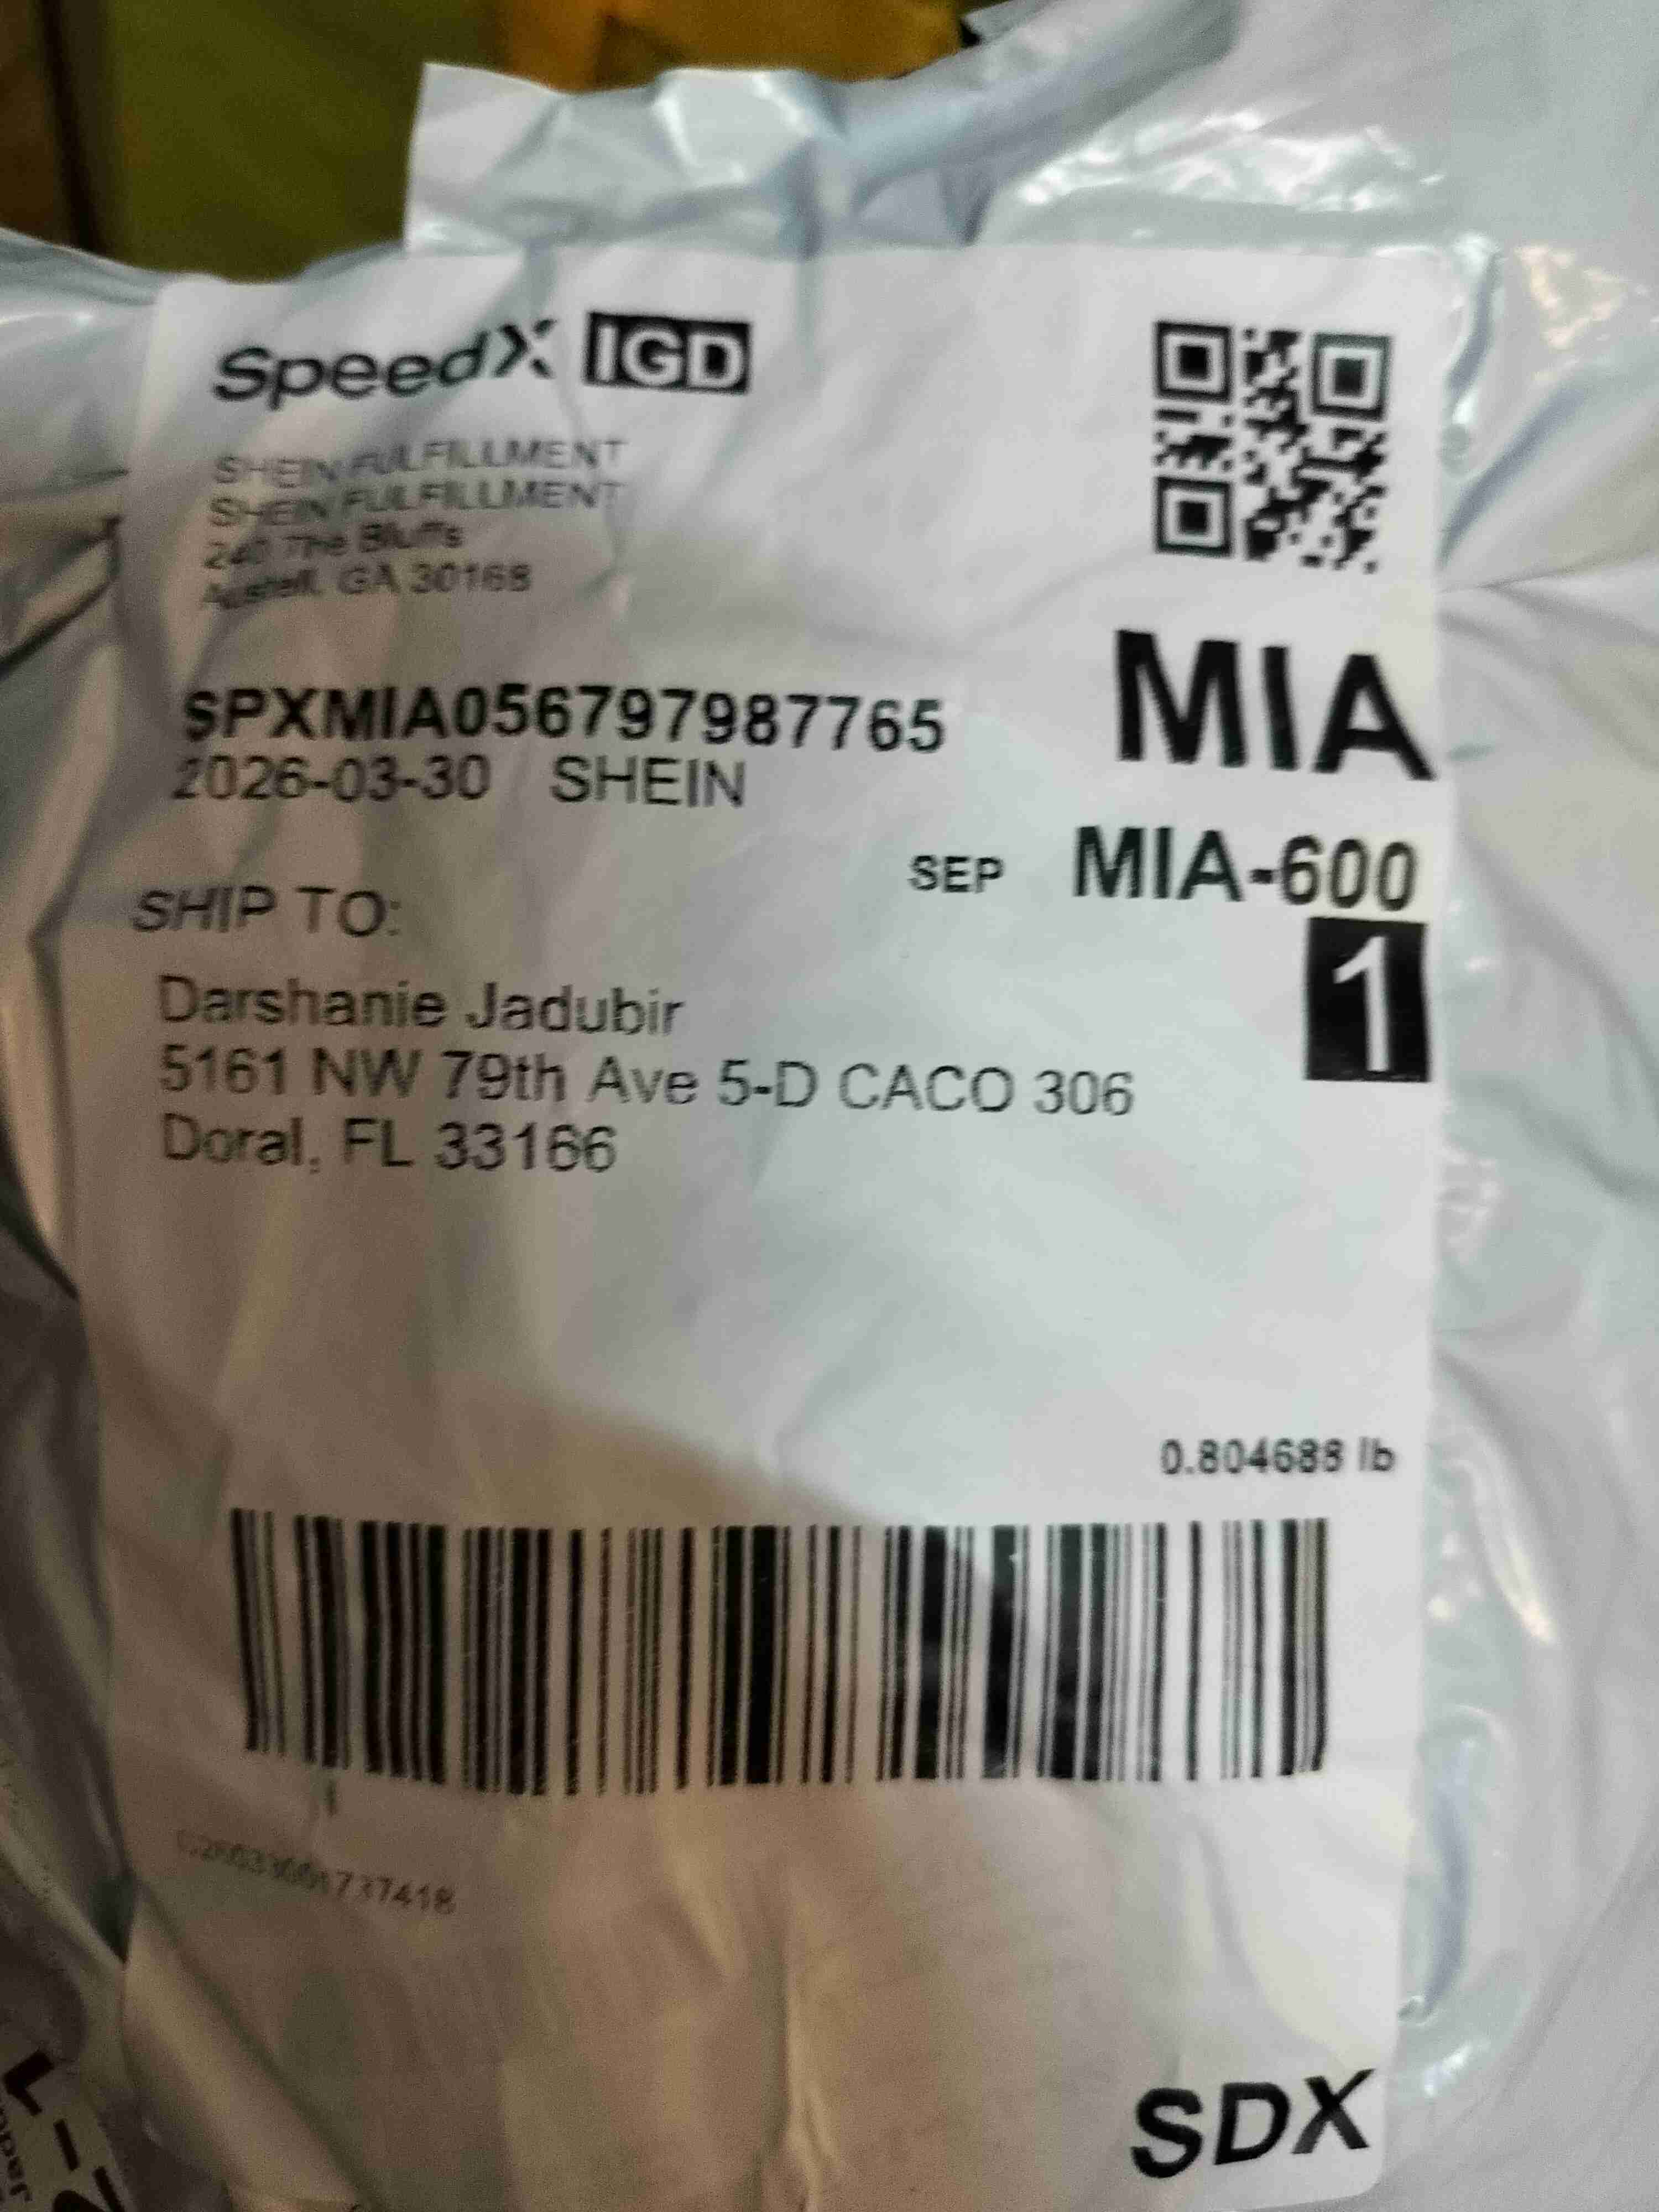 SpeedX IGD
SHEIN FULFILLMENT
SHEIN FULFILLMENT
240 The Bluffs
Austell, GA 30168
MIA
SPXMIA056797987765
2026-03-30 SHEIN
SEP MIA-600
1
SHIP TO:
Darshanie Jadubir
5161 NW 79th Ave 5-D CACO 306
Doral, FL 33166
0.804688 lb
SDX